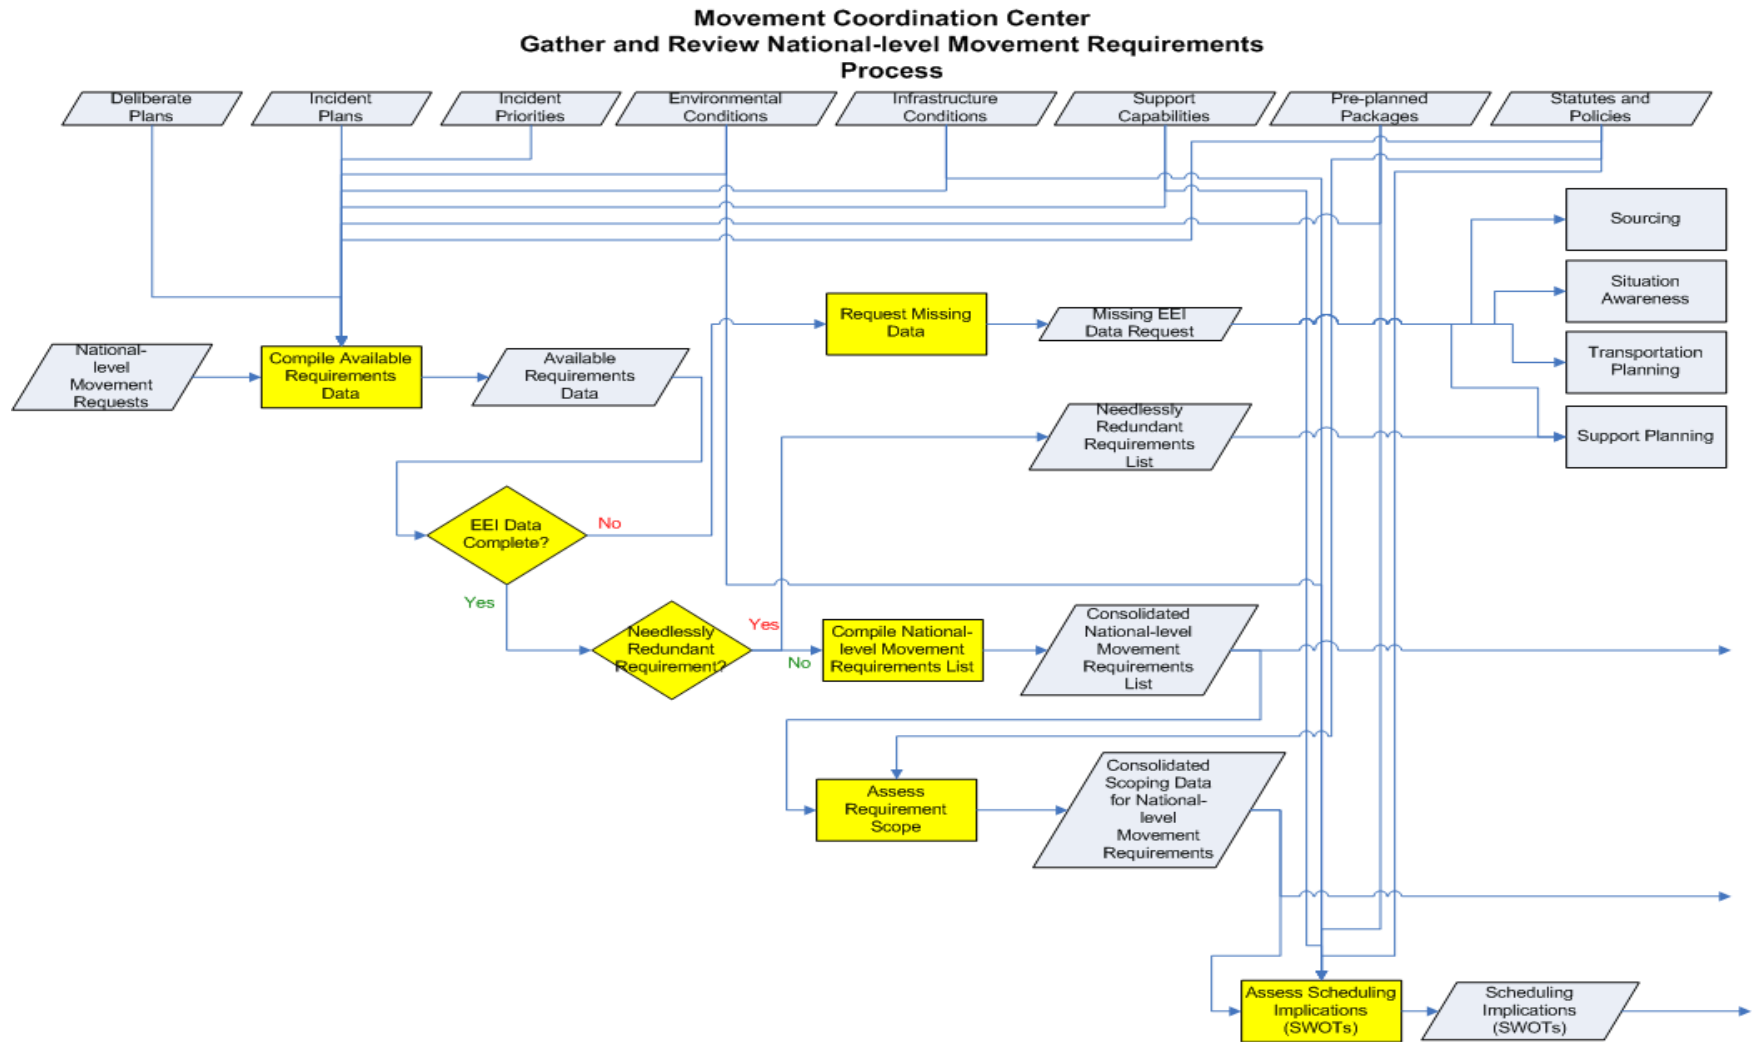 Movement Coordination Center
Gather and Review National-level Movement Requirements
Process
Deliberate
Plans
Incident
Plans
Incident
Priorities
Environmental
Conditions
Infrastructure
Conditions
Support
Capabilities
Pre-planned
Packages
Statutes and
Policies
Sourcing
Situation
Awareness
Request Missing
Data
Missing EEI
Data Request
Transportation
Planning
National-
level
Movement
Requests
Compile Available
Requirements
Data
Available
Requirements
Data
Needlessly
Redundant
Requirements
List
Support Planning
EEI Data
Complete?
No
Yes
Needlessly
Redundant
Requirement?
Yes
No
Compile National-
level Movement
Requirements List
Consolidated
National-level
Movement
Requirements
List
Assess
Requirement
Scope
Consolidated
Scoping Data
for National-
level
Movement
Requirements
Assess Scheduling
Implications
(SWOTs)
Scheduling
Implications
(SWOTs)